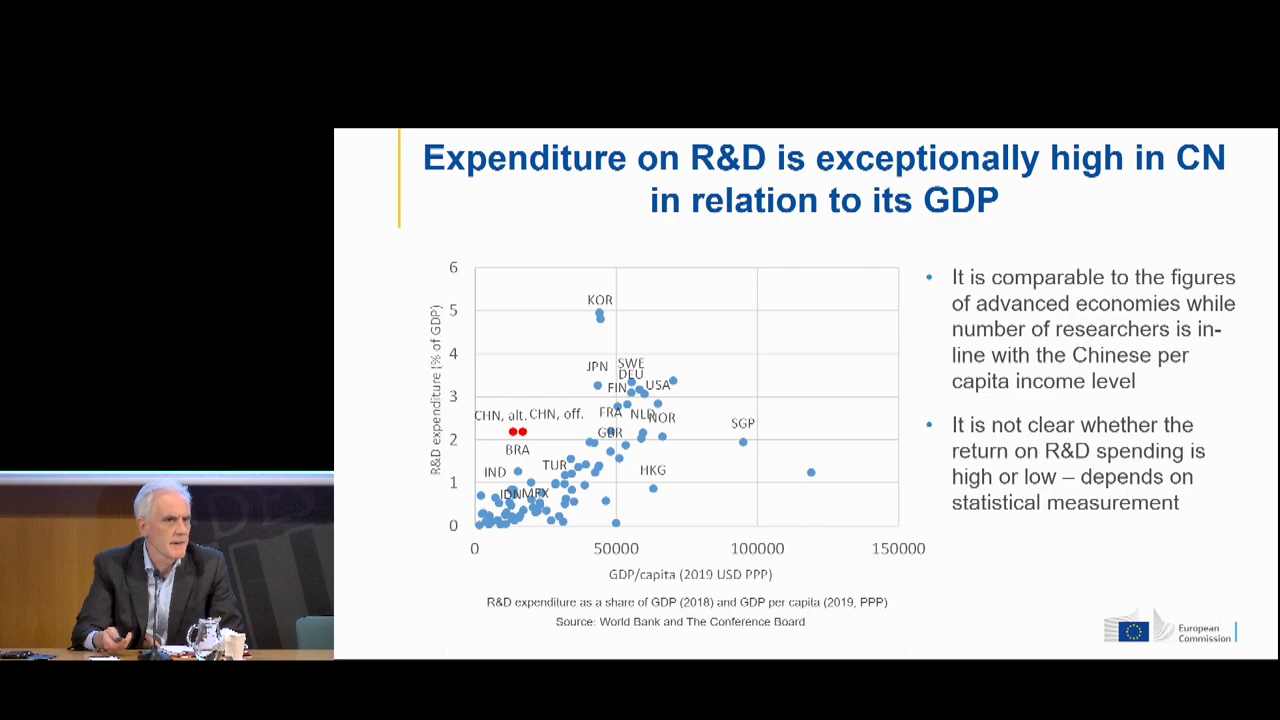 Expenditure on R&D is exceptionally high in CN
in relation to its GDP
R&D expenditure (% of GDP)
6
5
4
3
2
1
0
KOR
JPN
SWE
DEU
FIN
USA
CHN, alt.
CHN, off.
FRA
NLD
NOR
SGP
GBR
BRA
IND
TUR
HKG
IDN
MEX
0
50000
100000
150000
GDP/capita (2019 USD PPP)
R&D expenditure as a share of GDP (2018) and GDP per capita (2019, PPP)
Source: World Bank and The Conference Board
• It is comparable to the figures
of advanced economies while
number of researchers is in-
line with the Chinese per
capita income level
• It is not clear whether the
return on R&D spending is
high or low – depends on
statistical measurement
European
Commission